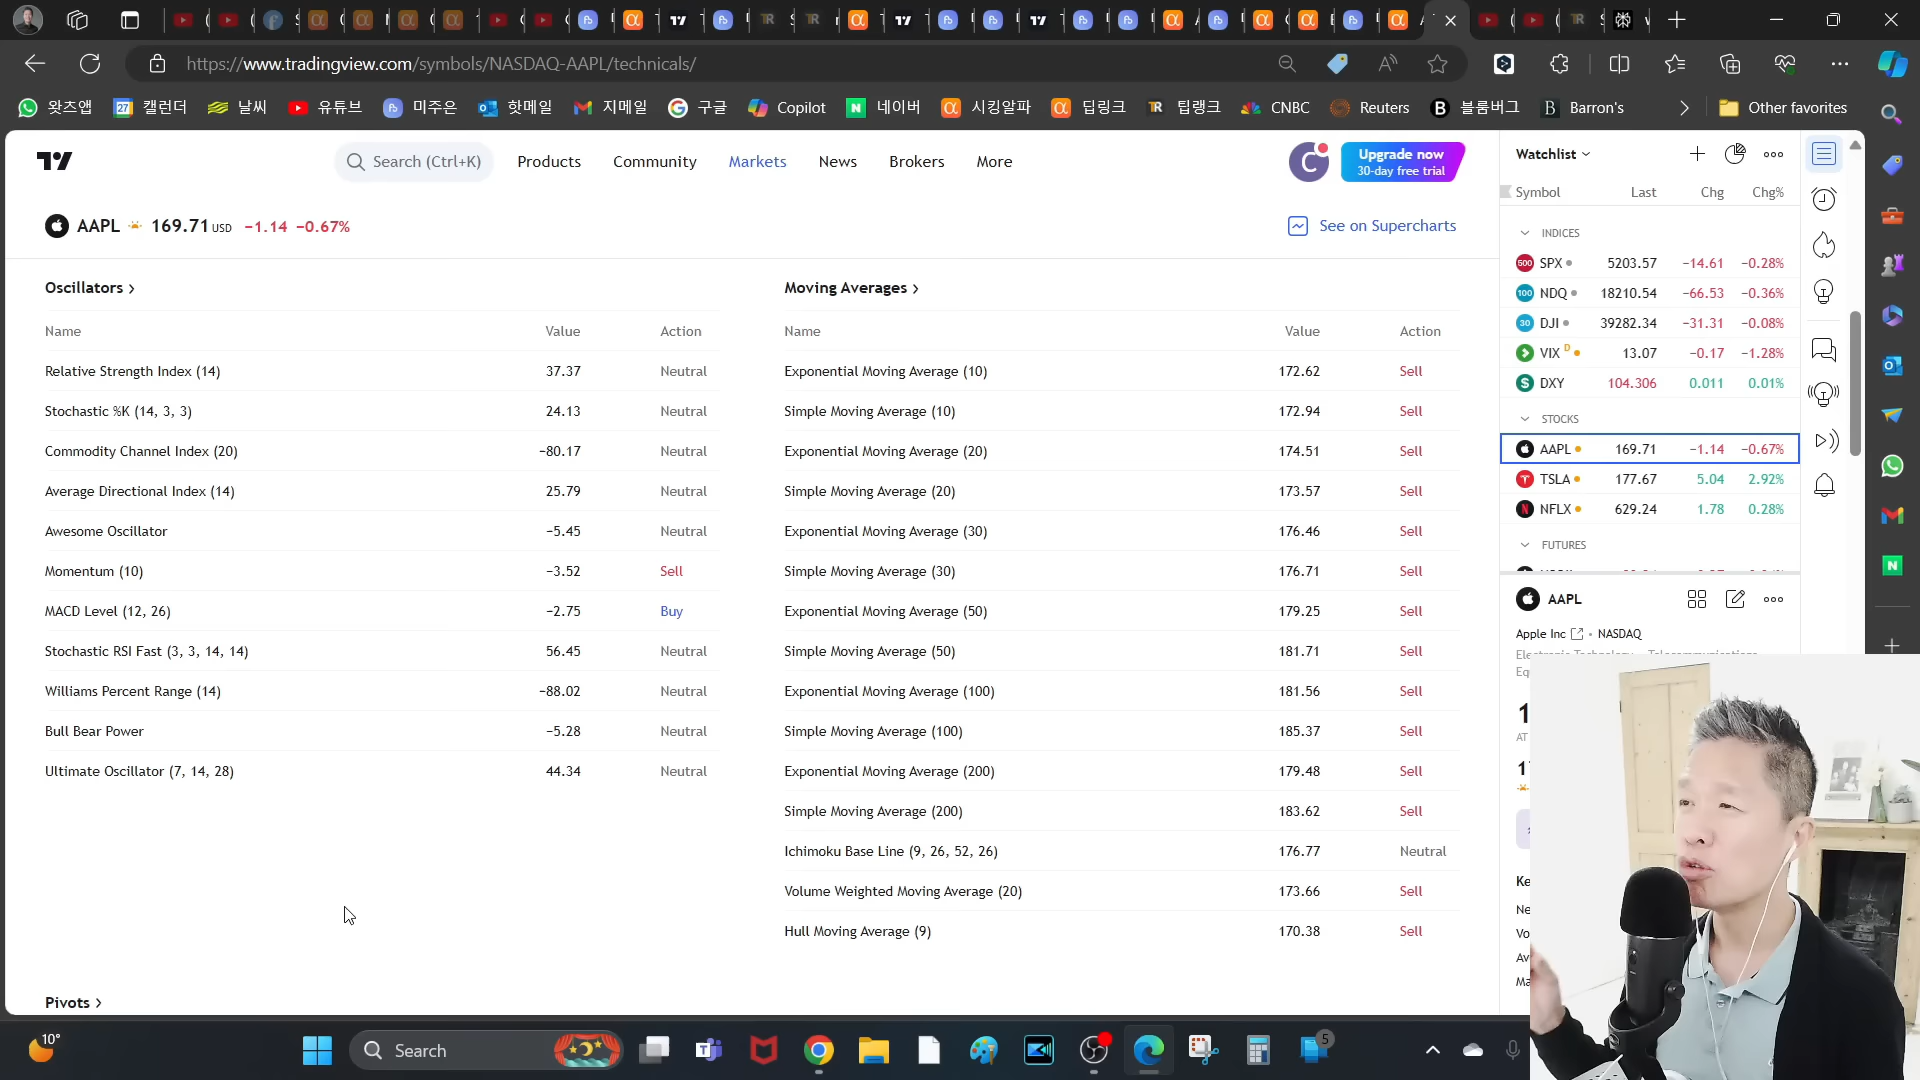 https://www.tradingview.com/symbols/NASDAQ-AAPL/technicals/
왓츠앱 캘린더 날씨 유튜브 미주은 핫메일 지메일 구글 Copilot 네이버 시킹알파 딥링크 팁랭크 CNBC Reuters 블룸버그 Barron's Other favorites
Search (Ctrl+K) Products Community Markets News Brokers More
Upgrade now
30-day free trial
AAPL 169.71 USD −1.14 −0.67%
See on Supercharts
Oscillators
Name Value Action
Relative Strength Index (14) 37.37 Neutral
Stochastic %K (14, 3, 3) 24.13 Neutral
Commodity Channel Index (20) −80.17 Neutral
Average Directional Index (14) 25.79 Neutral
Awesome Oscillator −5.45 Neutral
Momentum (10) −3.52 Sell
MACD Level (12, 26) −2.75 Buy
Stochastic RSI Fast (3, 3, 14, 14) 56.45 Neutral
Williams Percent Range (14) −88.02 Neutral
Bull Bear Power −5.28 Neutral
Ultimate Oscillator (7, 14, 28) 44.34 Neutral
Pivots
Moving Averages
Name Value Action
Exponential Moving Average (10) 172.62 Sell
Simple Moving Average (10) 172.94 Sell
Exponential Moving Average (20) 174.51 Sell
Simple Moving Average (20) 173.57 Sell
Exponential Moving Average (30) 176.46 Sell
Simple Moving Average (30) 176.71 Sell
Exponential Moving Average (50) 179.25 Sell
Simple Moving Average (50) 181.71 Sell
Exponential Moving Average (100) 181.56 Sell
Simple Moving Average (100) 185.37 Sell
Exponential Moving Average (200) 179.48 Sell
Simple Moving Average (200) 183.62 Sell
Ichimoku Base Line (9, 26, 52, 26) 176.77 Neutral
Volume Weighted Moving Average (20) 173.66 Sell
Hull Moving Average (9) 170.38 Sell
Watchlist
Symbol Last Chg Chg%
INDICES
SPX 5203.57 −14.61 −0.28%
NDQ 18210.54 −66.53 −0.36%
DJI 39282.34 −31.31 −0.08%
VIX D 13.07 −0.17 −1.28%
DXY 104.306 0.011 0.01%
STOCKS
AAPL 169.71 −1.14 −0.67%
TSLA 177.67 5.04 2.92%
NFLX 629.24 1.78 0.28%
FUTURES
AAPL
Apple Inc • NASDAQ
10°
Search
5